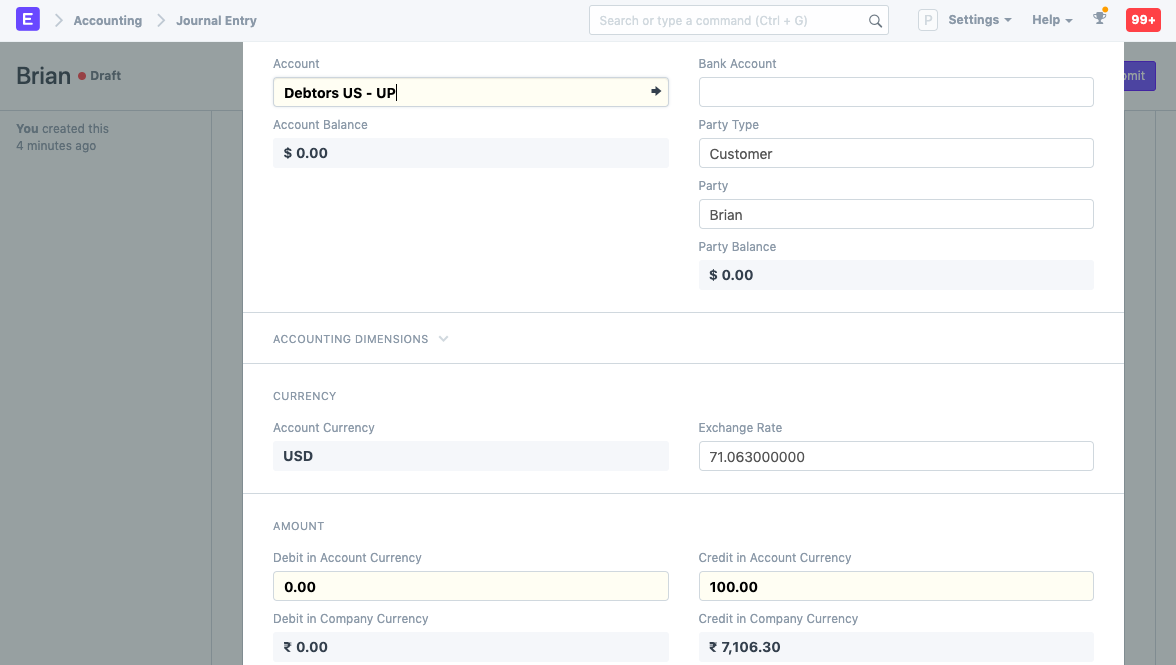 E
Accounting
Journal Entry
Search or type a command (Ctrl + G)
P
Settings
Help
99+
Brian
Draft
mit
You created this
4 minutes ago
Account
Debtors US - UP
Account Balance
$ 0.00
Bank Account
Party Type
Customer
Party
Brian
Party Balance
$ 0.00
ACCOUNTING DIMENSIONS
CURRENCY
Account Currency
USD
Exchange Rate
71.063000000
AMOUNT
Debit in Account Currency
0.00
Debit in Company Currency
₹ 0.00
Credit in Account Currency
100.00
Credit in Company Currency
₹ 7,106.30